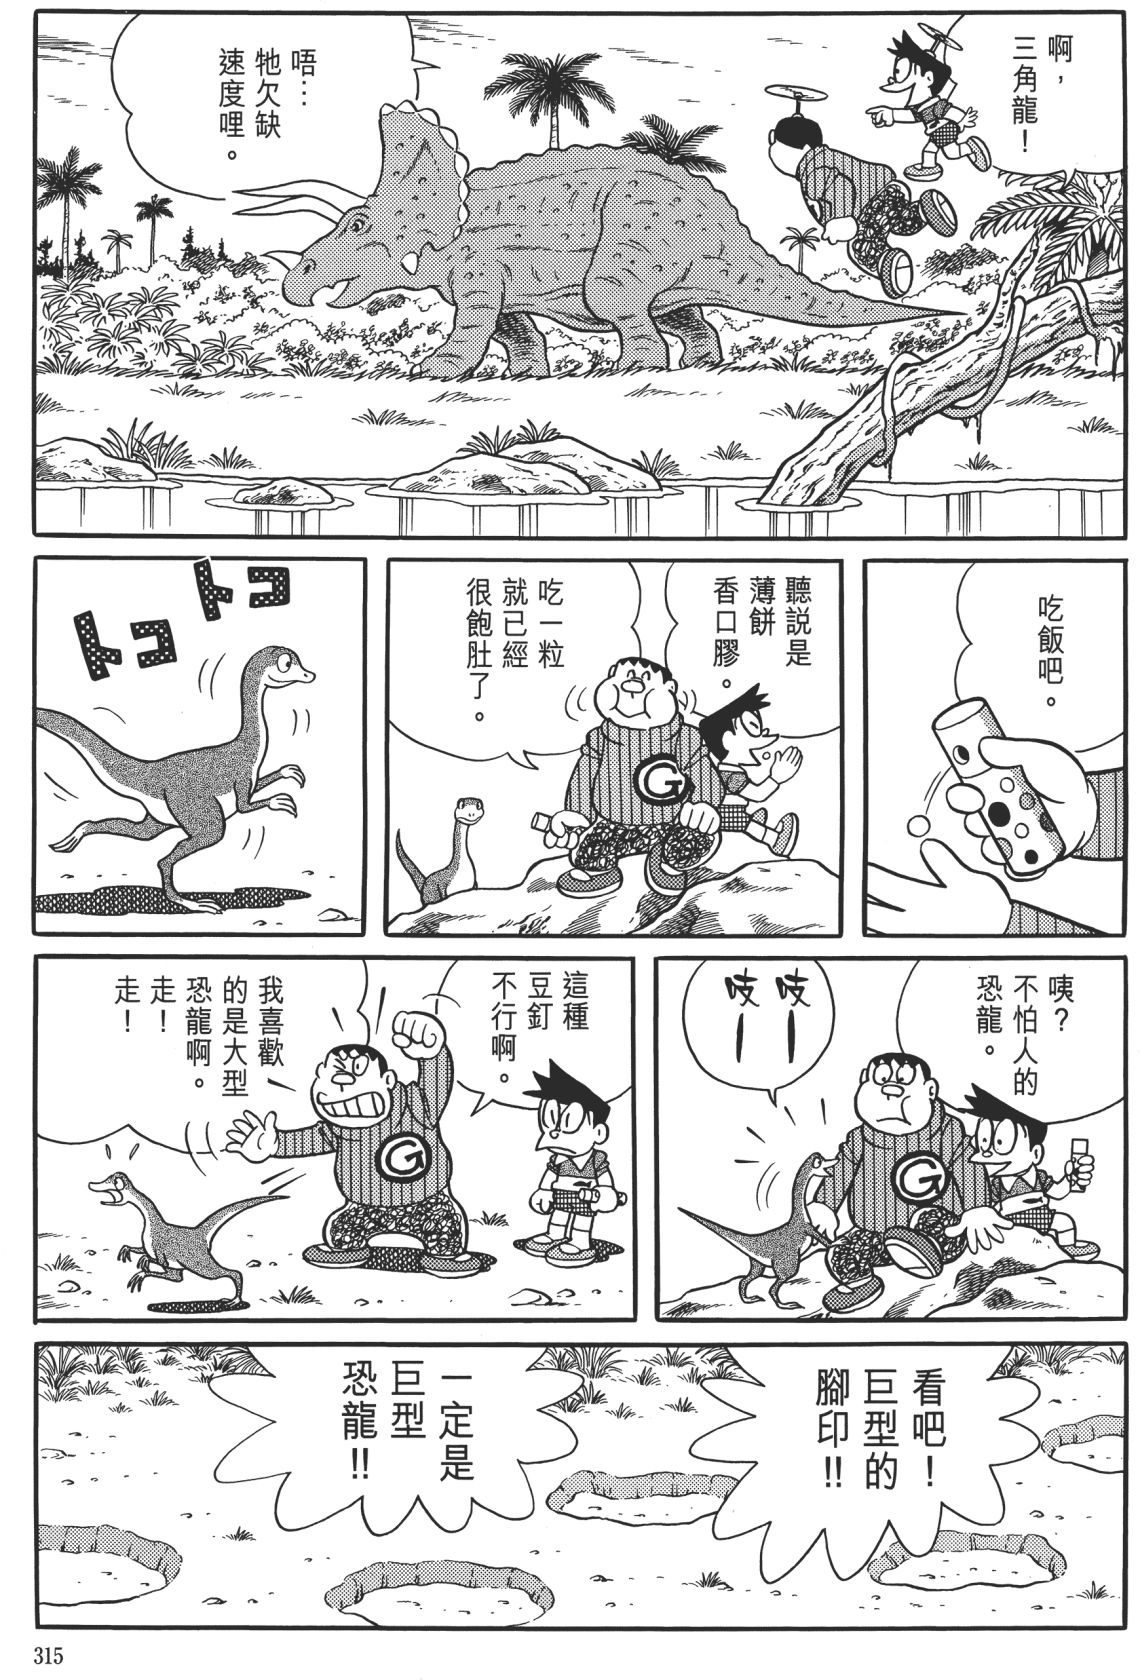 啊，
三角龍！
唔…
牠欠缺
速度哩。
吃飯吧。
聽說是
薄餅
香口膠。
吃一粒
就已經
很飽肚了。
G
トコ
トコ
咦？
不怕人的
恐龍。
吱—
吱—
G
這種
豆釘
不行啊。
我喜歡
的是大型
恐龍啊。
走！
走！
G
看吧！
巨型的
腳印!!
一定是
巨型
恐龍!!
315